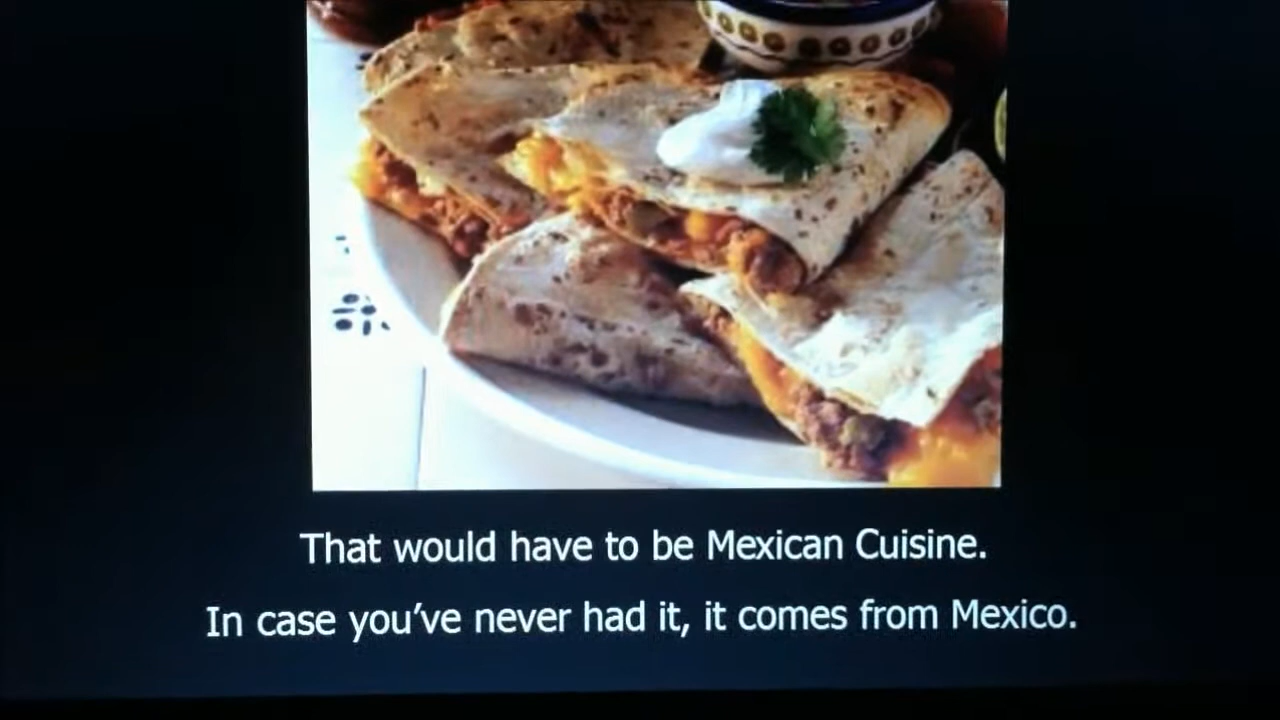 That would have to be Mexican Cuisine.
In case you've never had it, it comes from Mexico.